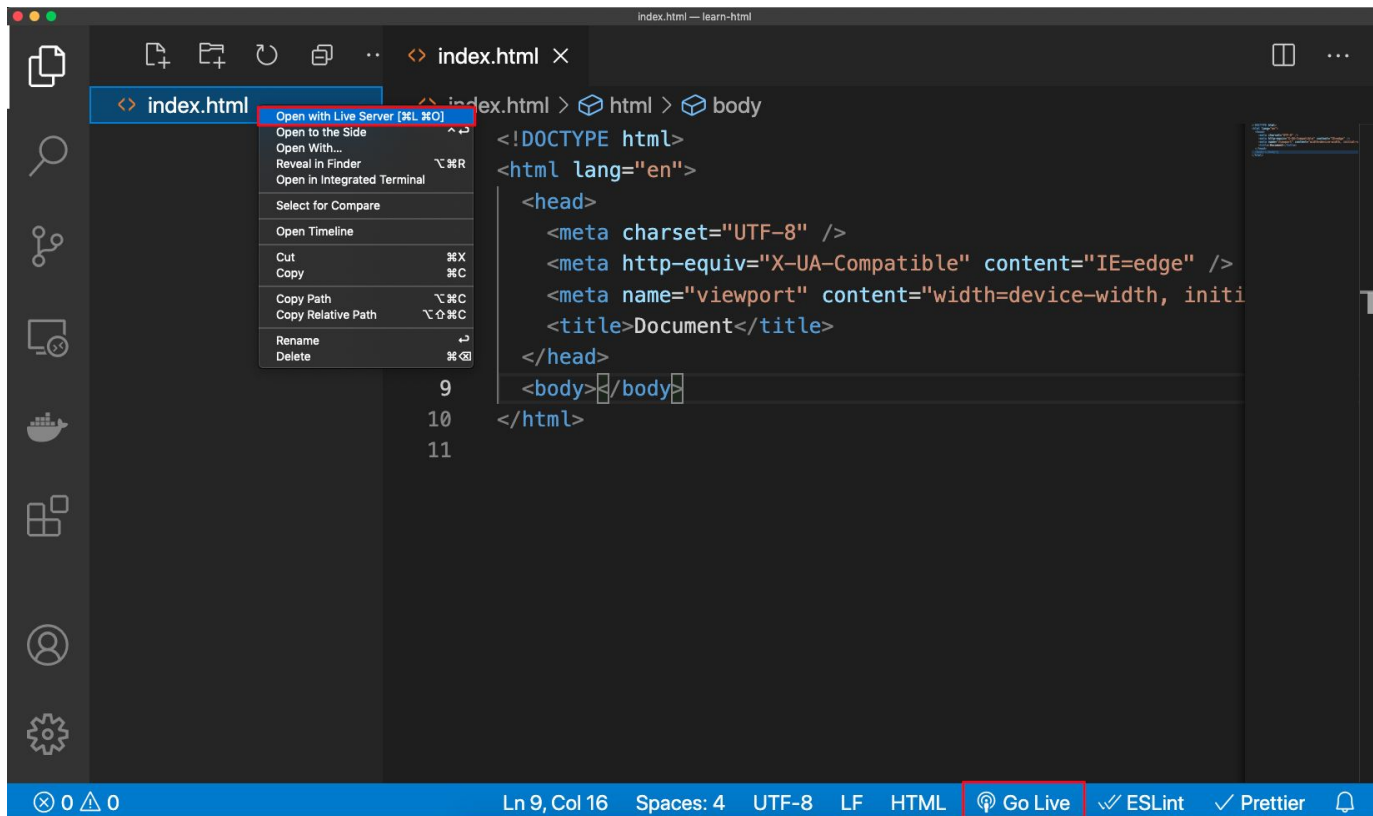 index.html — learn-html
index.html
index.html
Open with Live Server [⌘L ⌘O]
Open to the Side ^↩
Open With...
Reveal in Finder ⌥⌘R
Open in Integrated Terminal
Select for Compare
Open Timeline
Cut ⌘X
Copy ⌘C
Copy Path ⌥⌘C
Copy Relative Path ⌥⇧⌘C
Rename ↩
Delete ⌘⌫
index.html > html > body
<!DOCTYPE html>
<html lang="en">
<head>
<meta charset="UTF-8" />
<meta http-equiv="X-UA-Compatible" content="IE=edge" />
<meta name="viewport" content="width=device-width, initi
<title>Document</title>
</head>
9 <body></body>
10 </html>
11
0 0 Ln 9, Col 16 Spaces: 4 UTF-8 LF HTML Go Live ESLint Prettier